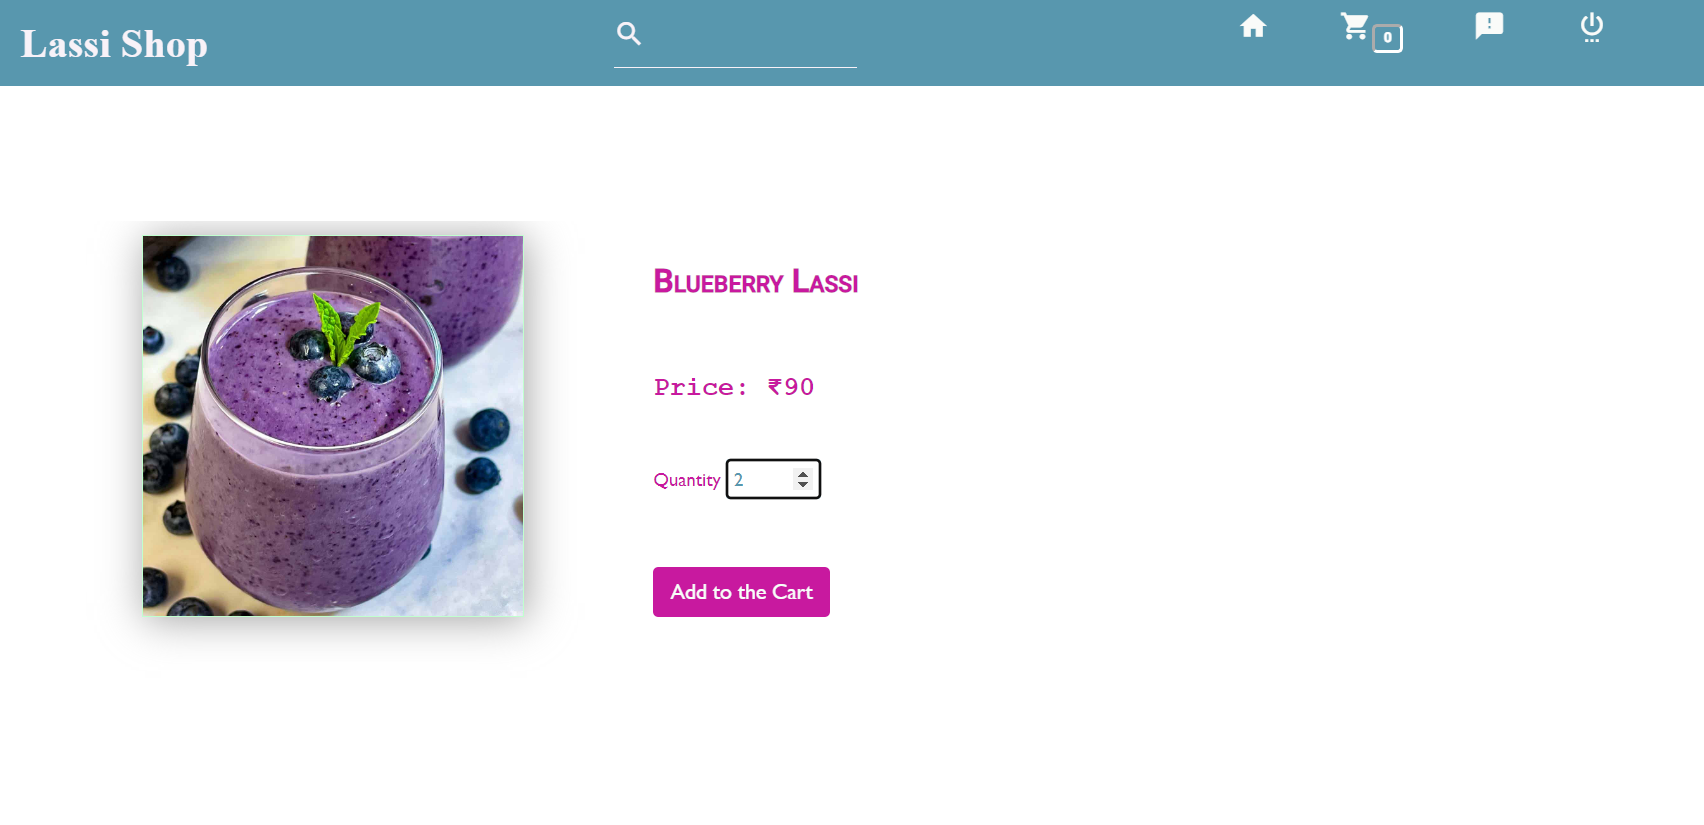 Lassi Shop
0
Blueberry Lassi
Price: ₹90
Quantity 2
Add to the Cart